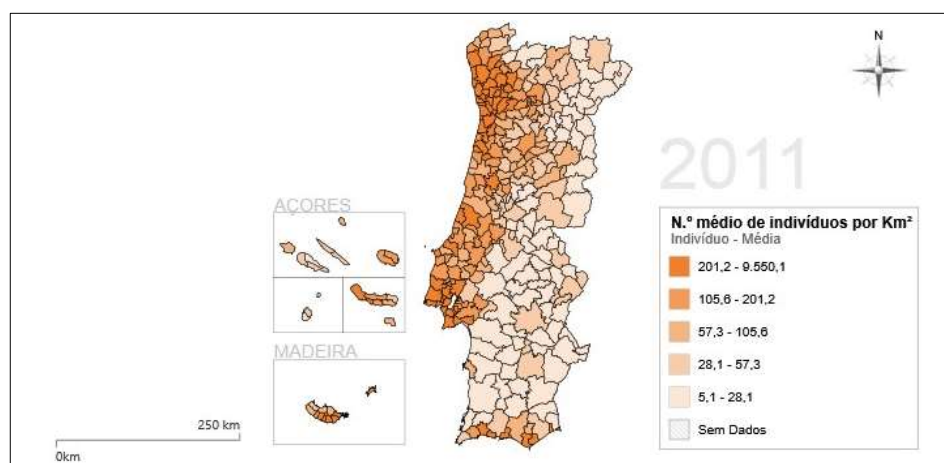 N
2011
AÇORES
MADEIRA
250 km
0km
N.º médio de indivíduos por Km²
Indivíduo - Média
201,2 - 9.550,1
105,6 - 201,2
57,3 - 105,6
28,1 - 57,3
5,1 - 28,1
Sem Dados